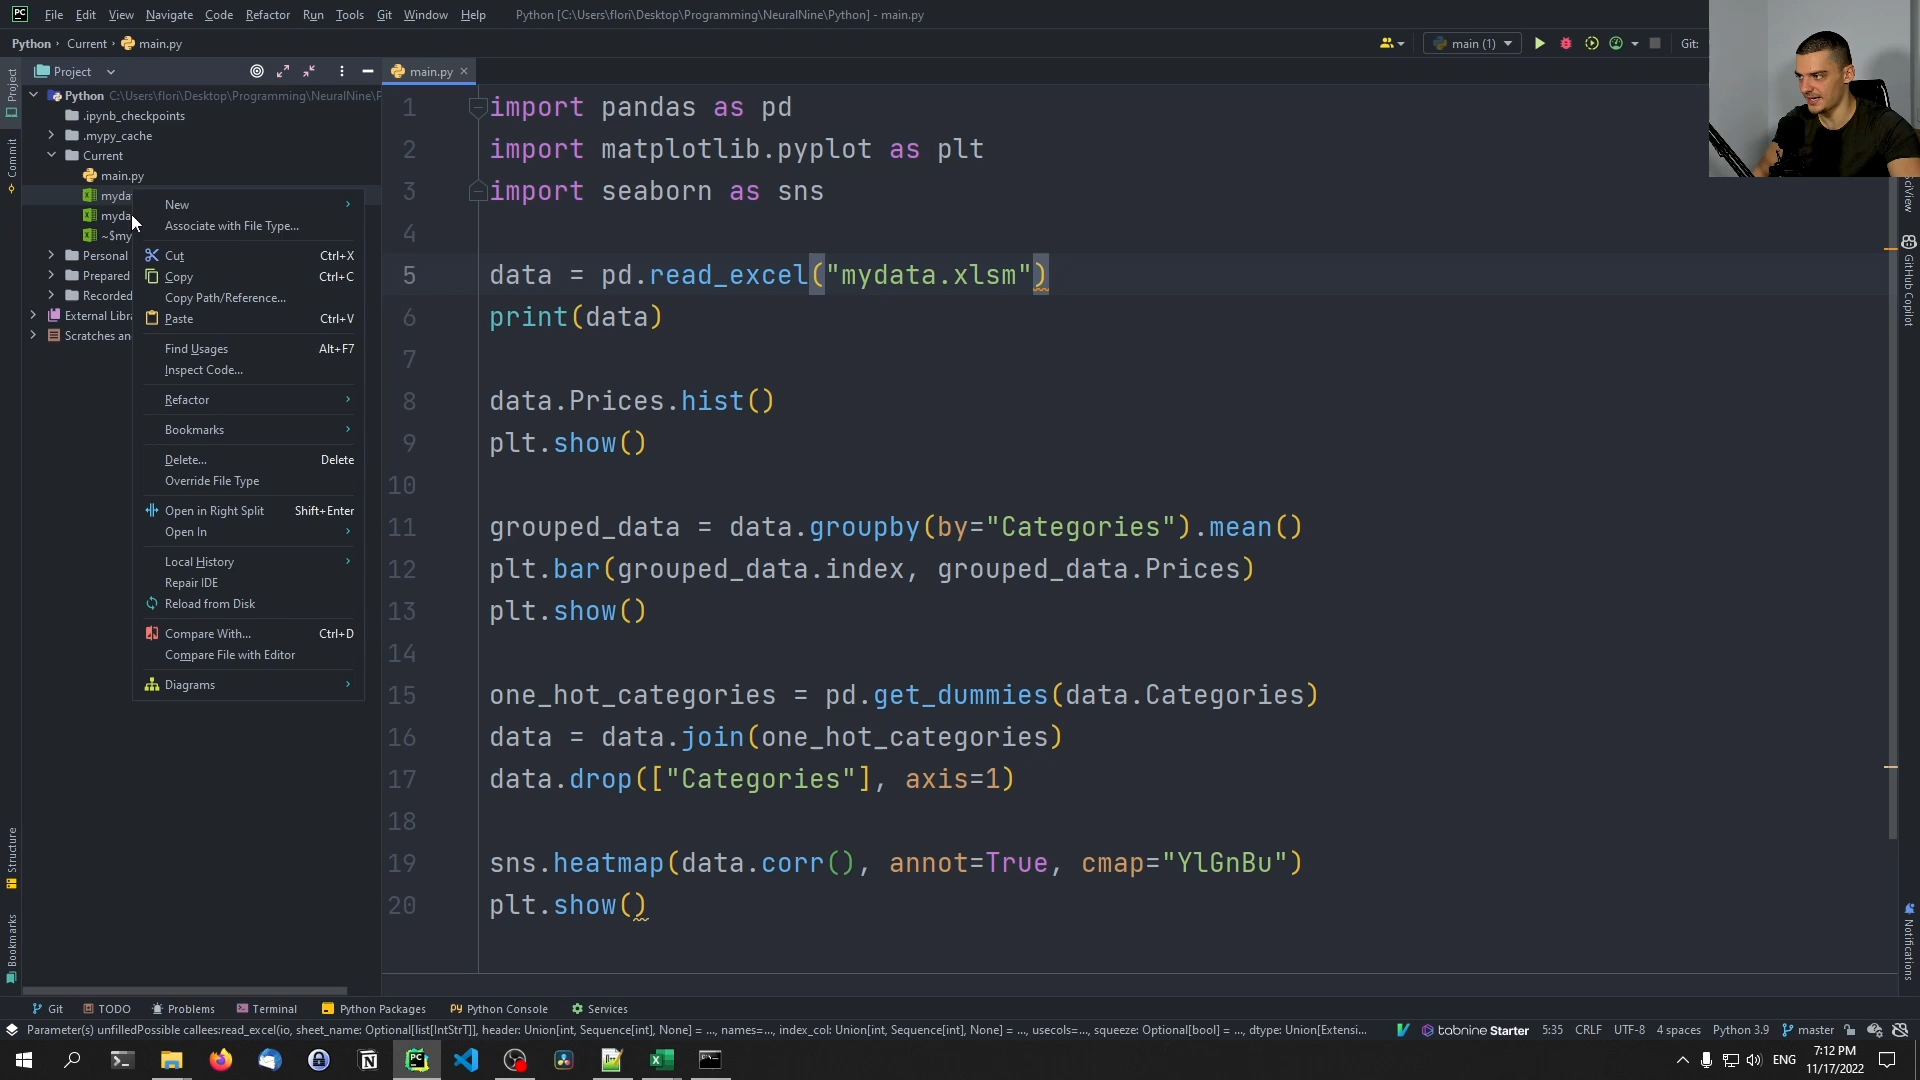 File Edit View Navigate Code Refactor Run Tools Git Window Help Python [C:\Users\flori\Desktop\Programming\NeuralNine\Python] - main.py
Python Current main.py
main (1)
Git:
Project
main.py
Python C:\Users\flori\Desktop\Programming\NeuralNine\P
.ipynb_checkpoints
.mypy_cache
Current
main.py
myda
~$my
Personal
Prepared
Recorded
External Libr
Scratches an
New
Associate with File Type...
Cut Ctrl+X
Copy Ctrl+C
Copy Path/Reference...
Paste Ctrl+V
Find Usages Alt+F7
Inspect Code...
Refactor
Bookmarks
Delete... Delete
Override File Type
Open in Right Split Shift+Enter
Open In
Local History
Repair IDE
Reload from Disk
Compare With... Ctrl+D
Compare File with Editor
Diagrams
1 import pandas as pd
2 import matplotlib.pyplot as plt
3 import seaborn as sns
4
5 data = pd.read_excel("mydata.xlsm")
6 print(data)
7
8 data.Prices.hist()
9 plt.show()
10
11 grouped_data = data.groupby(by="Categories").mean()
12 plt.bar(grouped_data.index, grouped_data.Prices)
13 plt.show()
14
15 one_hot_categories = pd.get_dummies(data.Categories)
16 data = data.join(one_hot_categories)
17 data.drop(["Categories"], axis=1)
18
19 sns.heatmap(data.corr(), annot=True, cmap="YlGnBu")
20 plt.show()
Project
Commit
Structure
Bookmarks
SciView
GitHub Copilot
Notifications
Git TODO Problems Terminal Python Packages Python Console Services
Parameter(s) unfilledPossible callees:read_excel(io, sheet_name: Optional[list[IntStrT]], header: Union[int, Sequence[int], None] = ..., names=..., index_col: Union[int, Sequence[int], None] = ..., usecols=..., squeeze: Optional[bool] = ..., dtype: Union[Extensi...
tabnine Starter 5:35 CRLF UTF-8 4 spaces Python 3.9 master
ENG
7:12 PM
11/17/2022